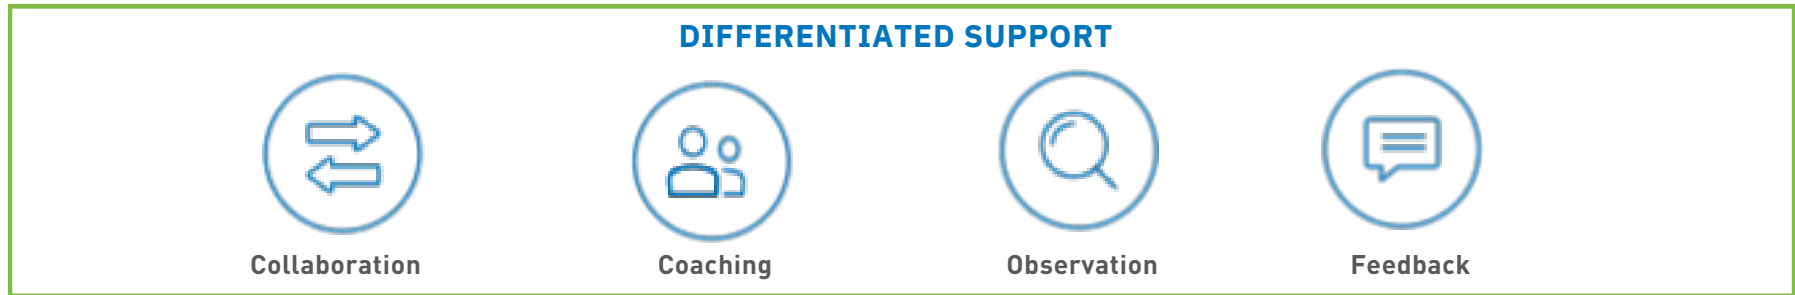 DIFFERENTIATED SUPPORT
Collaboration
Coaching
Observation
Feedback